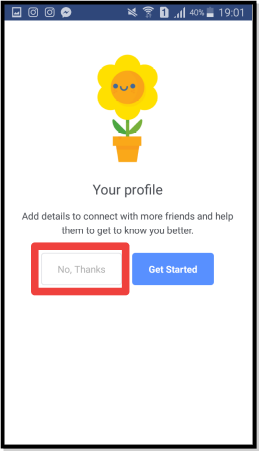 1 40% 19:01
Your profile
Add details to connect with more friends and help
them to get to know you better.
No, Thanks Get Started